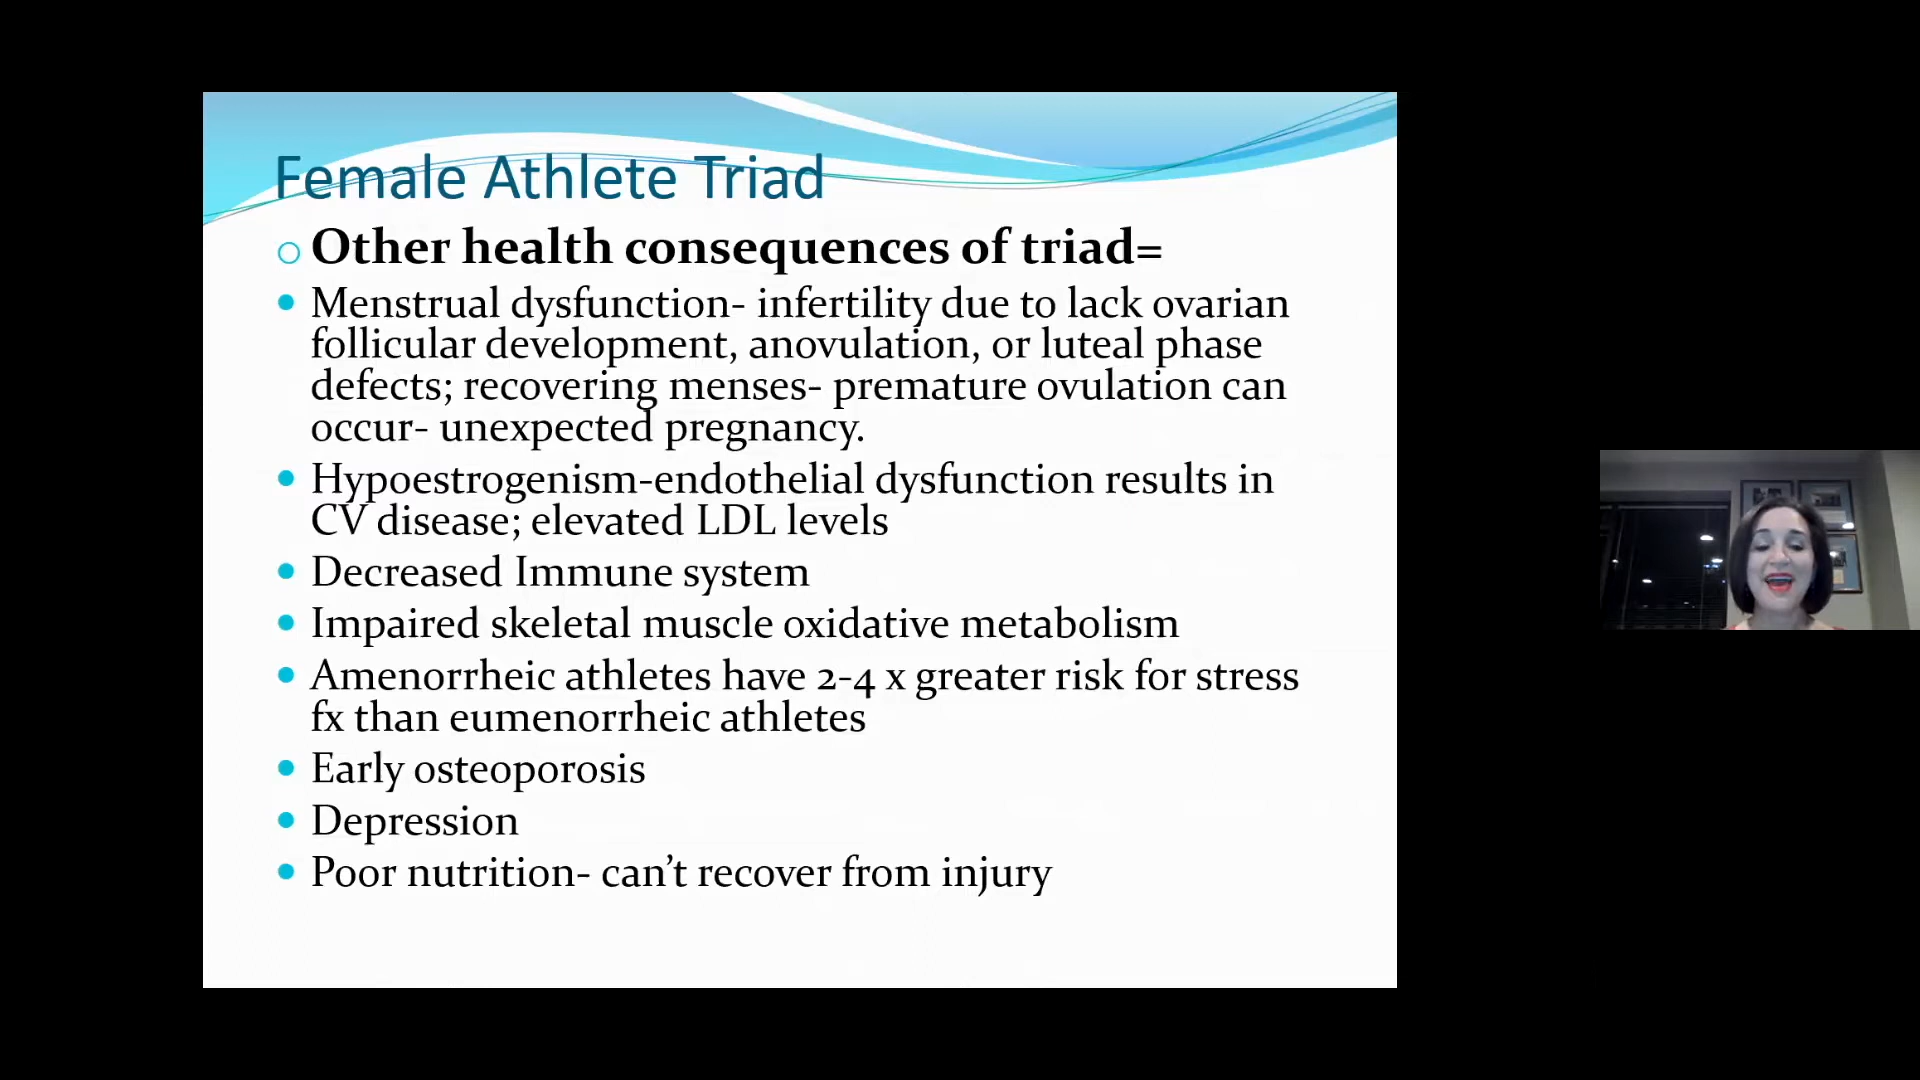 Female Athlete Triad
Other health consequences of triad=
Menstrual dysfunction- infertility due to lack ovarian
follicular development, anovulation, or luteal phase
defects; recovering menses- premature ovulation can
occur- unexpected pregnancy.
Hypoestrogenism-endothelial dysfunction results in
CV disease; elevated LDL levels
Decreased Immune system
Impaired skeletal muscle oxidative metabolism
Amenorrheic athletes have 2-4 x greater risk for stress
fx than eumenorrheic athletes
Early osteoporosis
Depression
Poor nutrition- can’t recover from injury